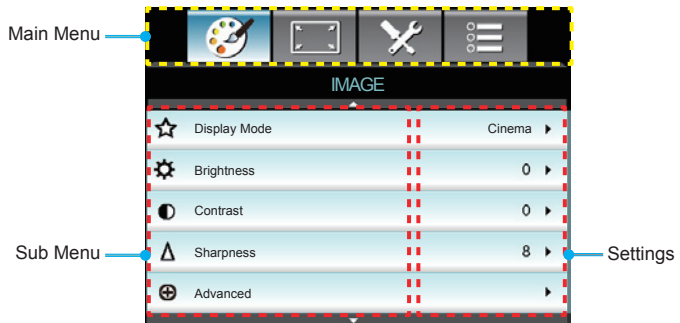 Main Menu
IMAGE
Display Mode Cinema
Brightness 0
Contrast 0
Sub Menu Sharpness 8 Settings
Advanced